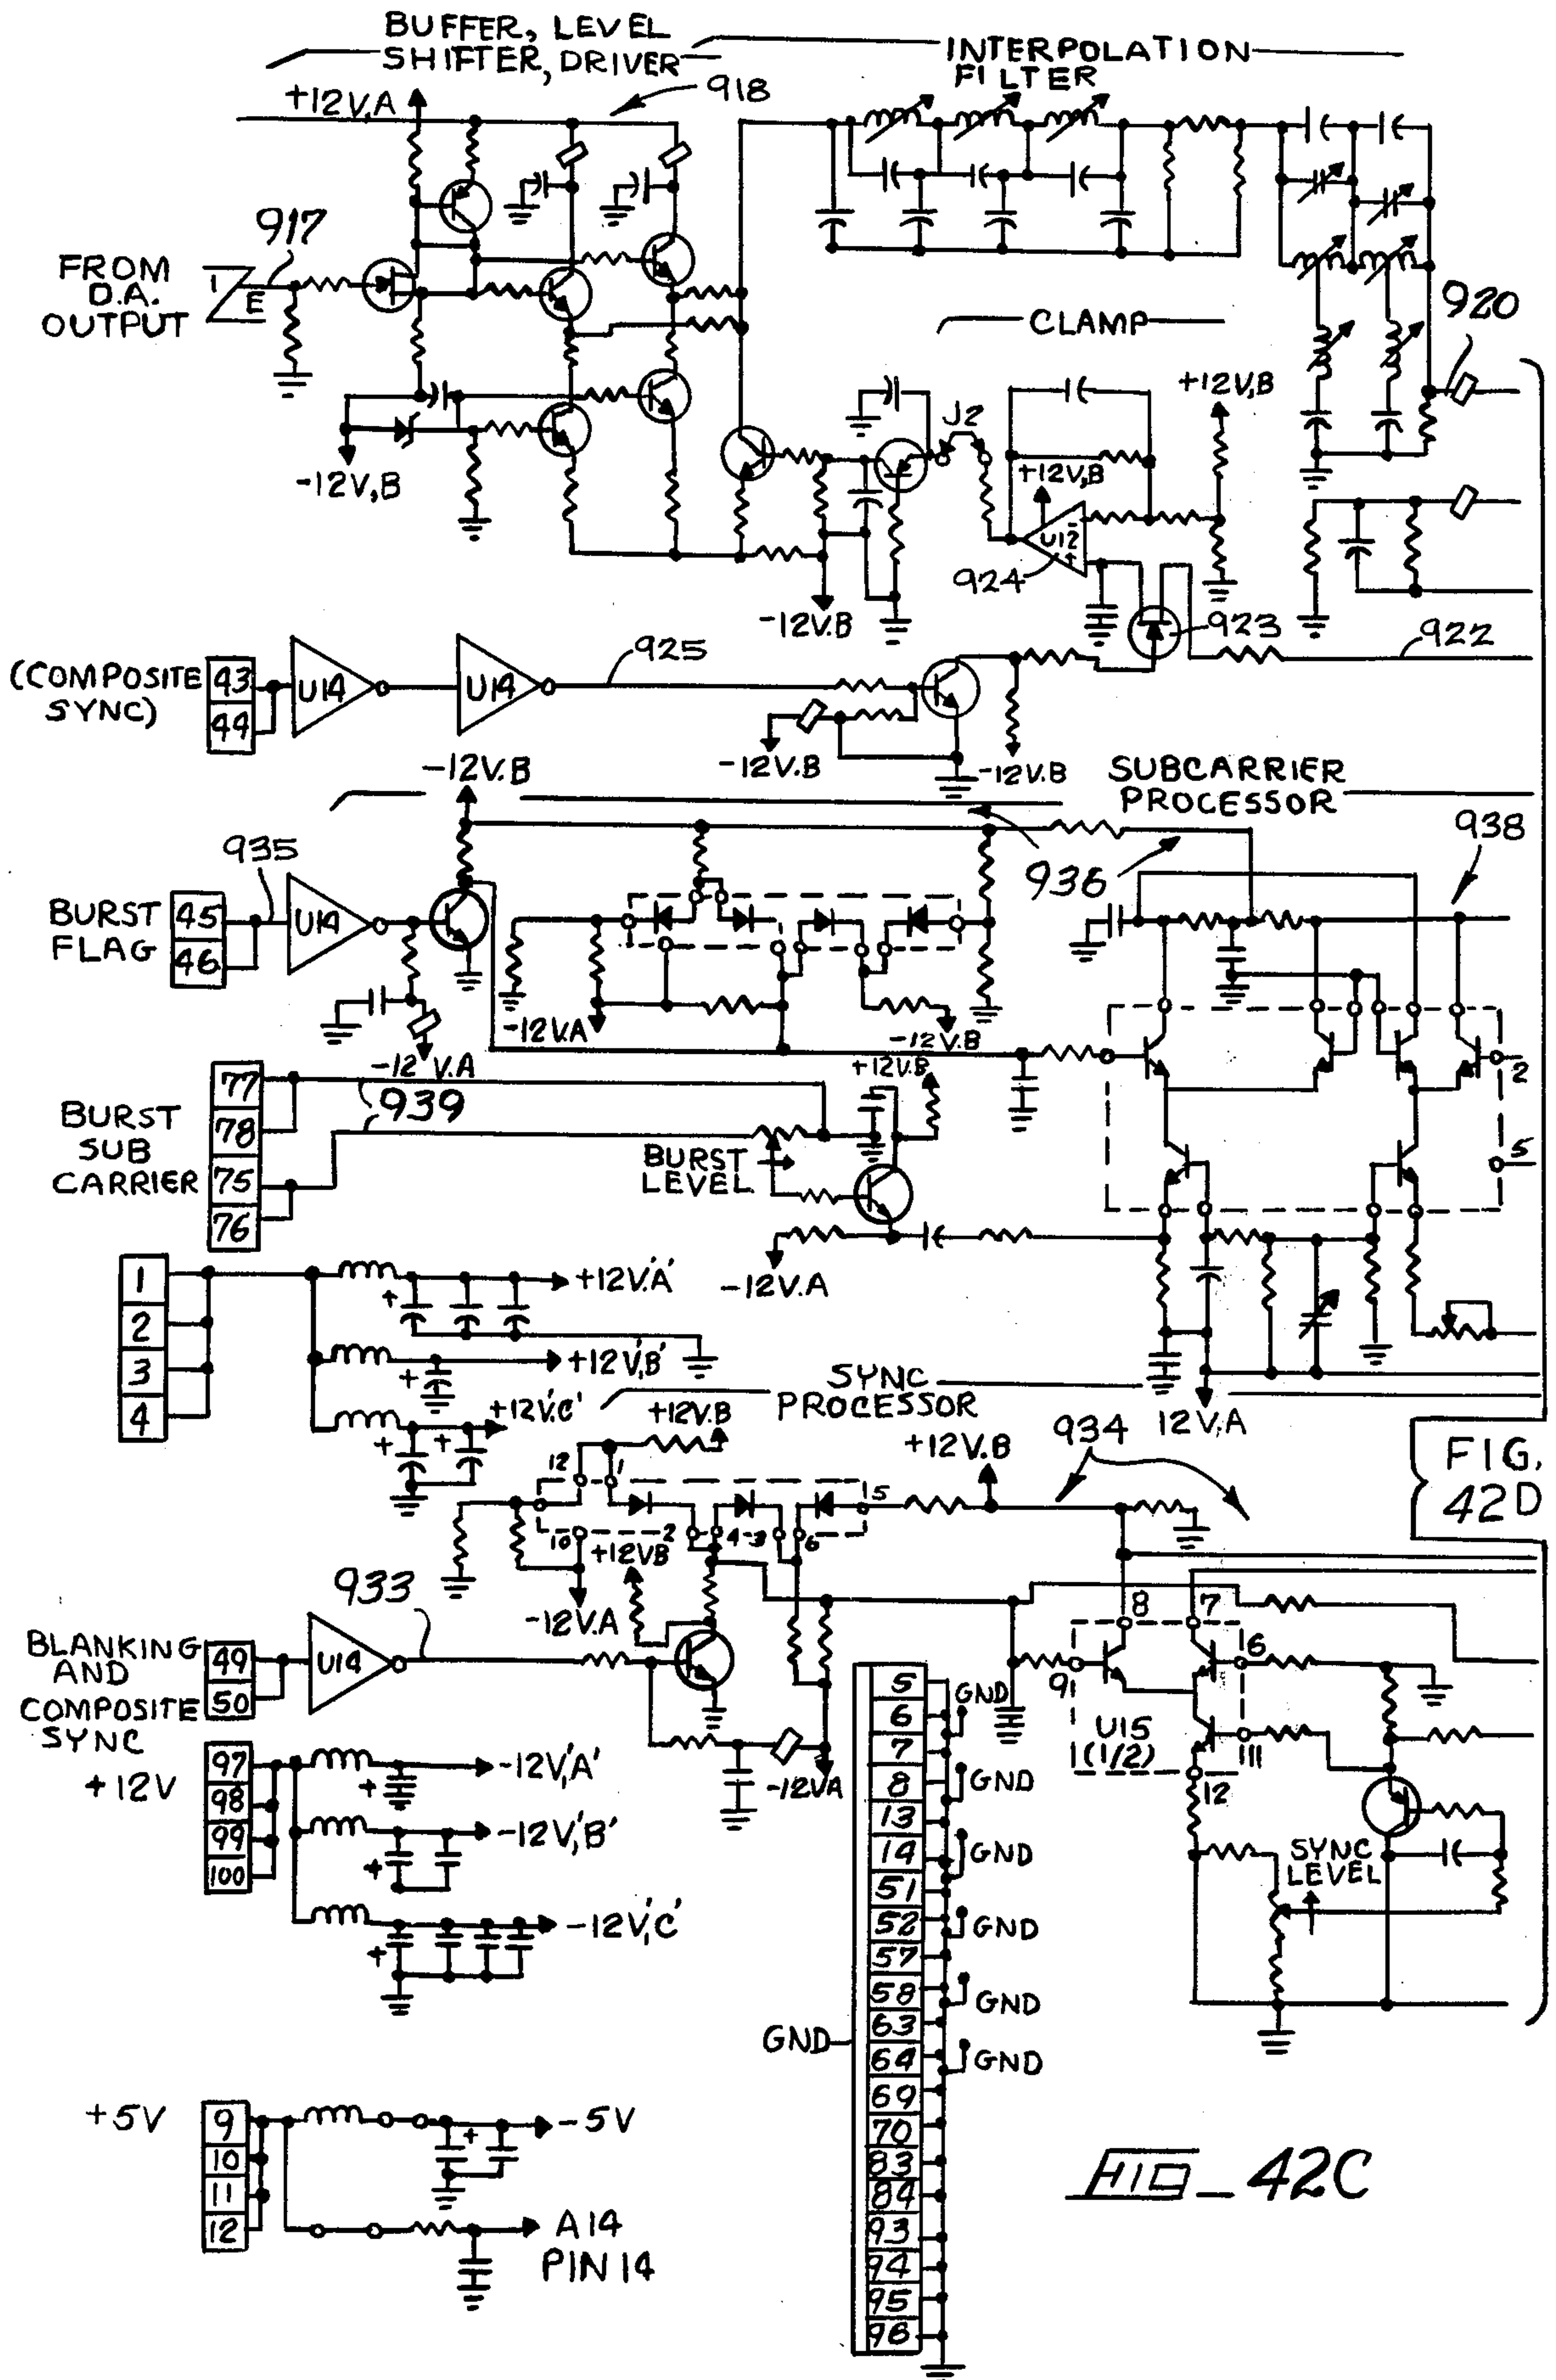 BUFFER, LEVEL
SHIFTER, DRIVER
INTERPOLATION
FILTER
+12V.A
918
917
FROM
D.A.
OUTPUT
1
E
920
CLAMP
+12V,B
J2
-12V,B
+12V,B
U12
-
+
924
-12V.B
923
922
(COMPOSITE
SYNC)
43
44
U14
U14
925
-12V.B
-12V.B
-12V.B
SUBCARRIER
PROCESSOR
935
936
938
BURST
FLAG
45
46
U14
-12V.A
-12V.B
-12V.A
+12V.B
2
77
78
75
76
939
BURST
SUB
CARRIER
BURST
LEVEL
5
-12V.A
1
2
3
4
+12V,'A'
+
+12V,'B'
+
+12V,'C'
+
+
SYNC
PROCESSOR
+12V.B
12V.A
934
+12V.B
FIG.
42D
12
1
5
10
2
4
3
6
+12VB
-12V.A
933
BLANKING
AND
COMPOSITE
SYNC
49
50
U14
-12VA
8
7
9
6
U15
(1/2)
11
12
SYNC
LEVEL
+12V
97
98
99
100
-12V,'A'
+
-12V,'B'
+
-12V,'C'
+
5
6
7
8
13
14
51
52
57
58
63
64
69
70
83
84
93
94
95
96
GND
GND
GND
GND
GND
GND
GND
+5V
9
10
11
12
-5V
+
A14
PIN 14
FIG_42C